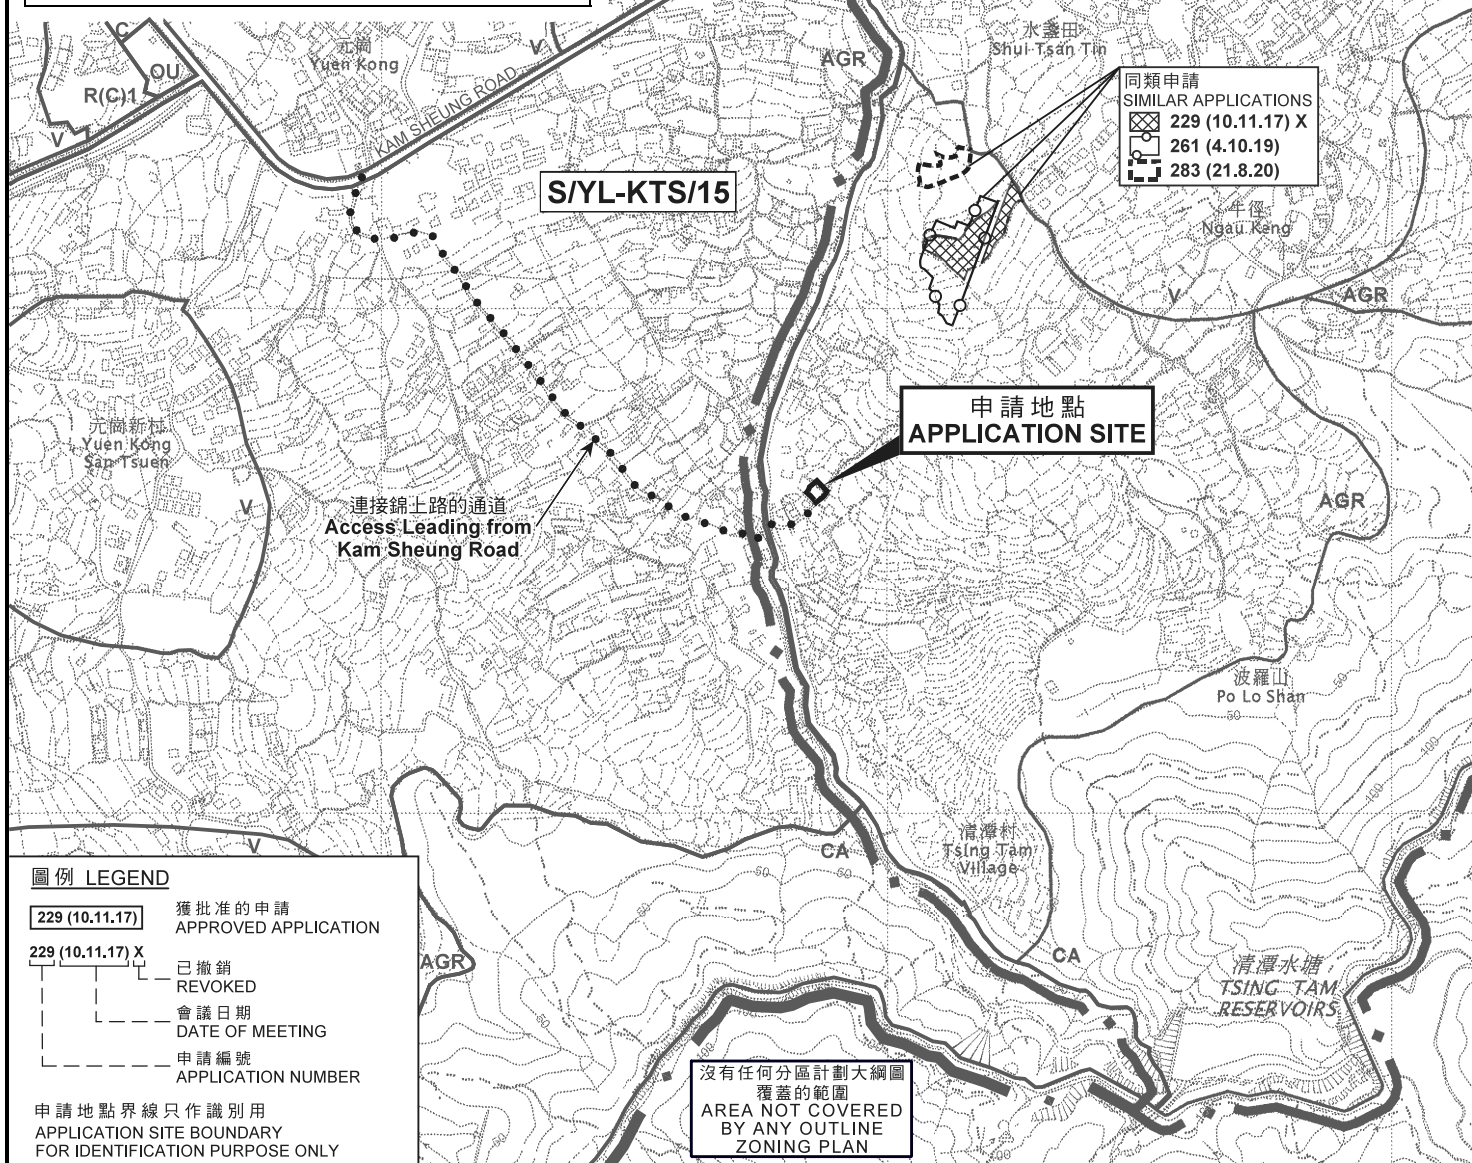 C
OU
R(C)1
V
元崗
Yuen Kong
V
KAM SHEUNG ROAD
AGR
水盞田
Shui Tsan Tin
同類申請
SIMILAR APPLICATIONS
229 (10.11.17) X
261 (4.10.19)
283 (21.8.20)
S/YL-KTS/15
牛徑
Ngau Keng
V
AGR
申請地點
APPLICATION SITE
元崗新村
Yuen Kong
San Tsuen
V
連接錦上路的通道
Access Leading from
Kam Sheung Road
AGR
波羅山
Po Lo Shan
50
50
100
100
清潭村
Tsing Tam
Village
CA
50
50
V
AGR
CA
清潭水塘
TSING TAM
RESERVOIRS
圖例 LEGEND
229 (10.11.17)
獲批准的申請
APPROVED APPLICATION
229 (10.11.17) X
已撤銷
REVOKED
會議日期
DATE OF MEETING
申請編號
APPLICATION NUMBER
申請地點界線只作識別用
APPLICATION SITE BOUNDARY
FOR IDENTIFICATION PURPOSE ONLY
沒有任何分區計劃大綱圖
覆蓋的範圍
AREA NOT COVERED
BY ANY OUTLINE
ZONING PLAN